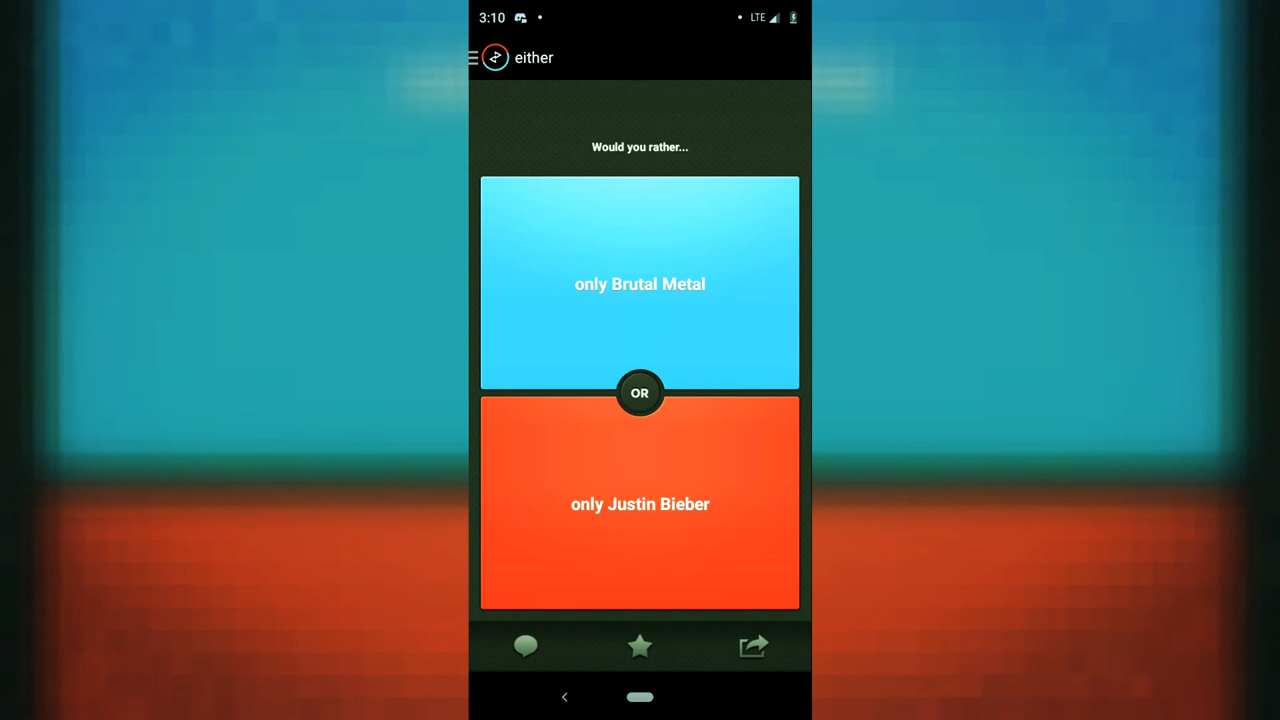 3:10
LTE
either
Would you rather...
only Brutal Metal
OR
only Justin Bieber